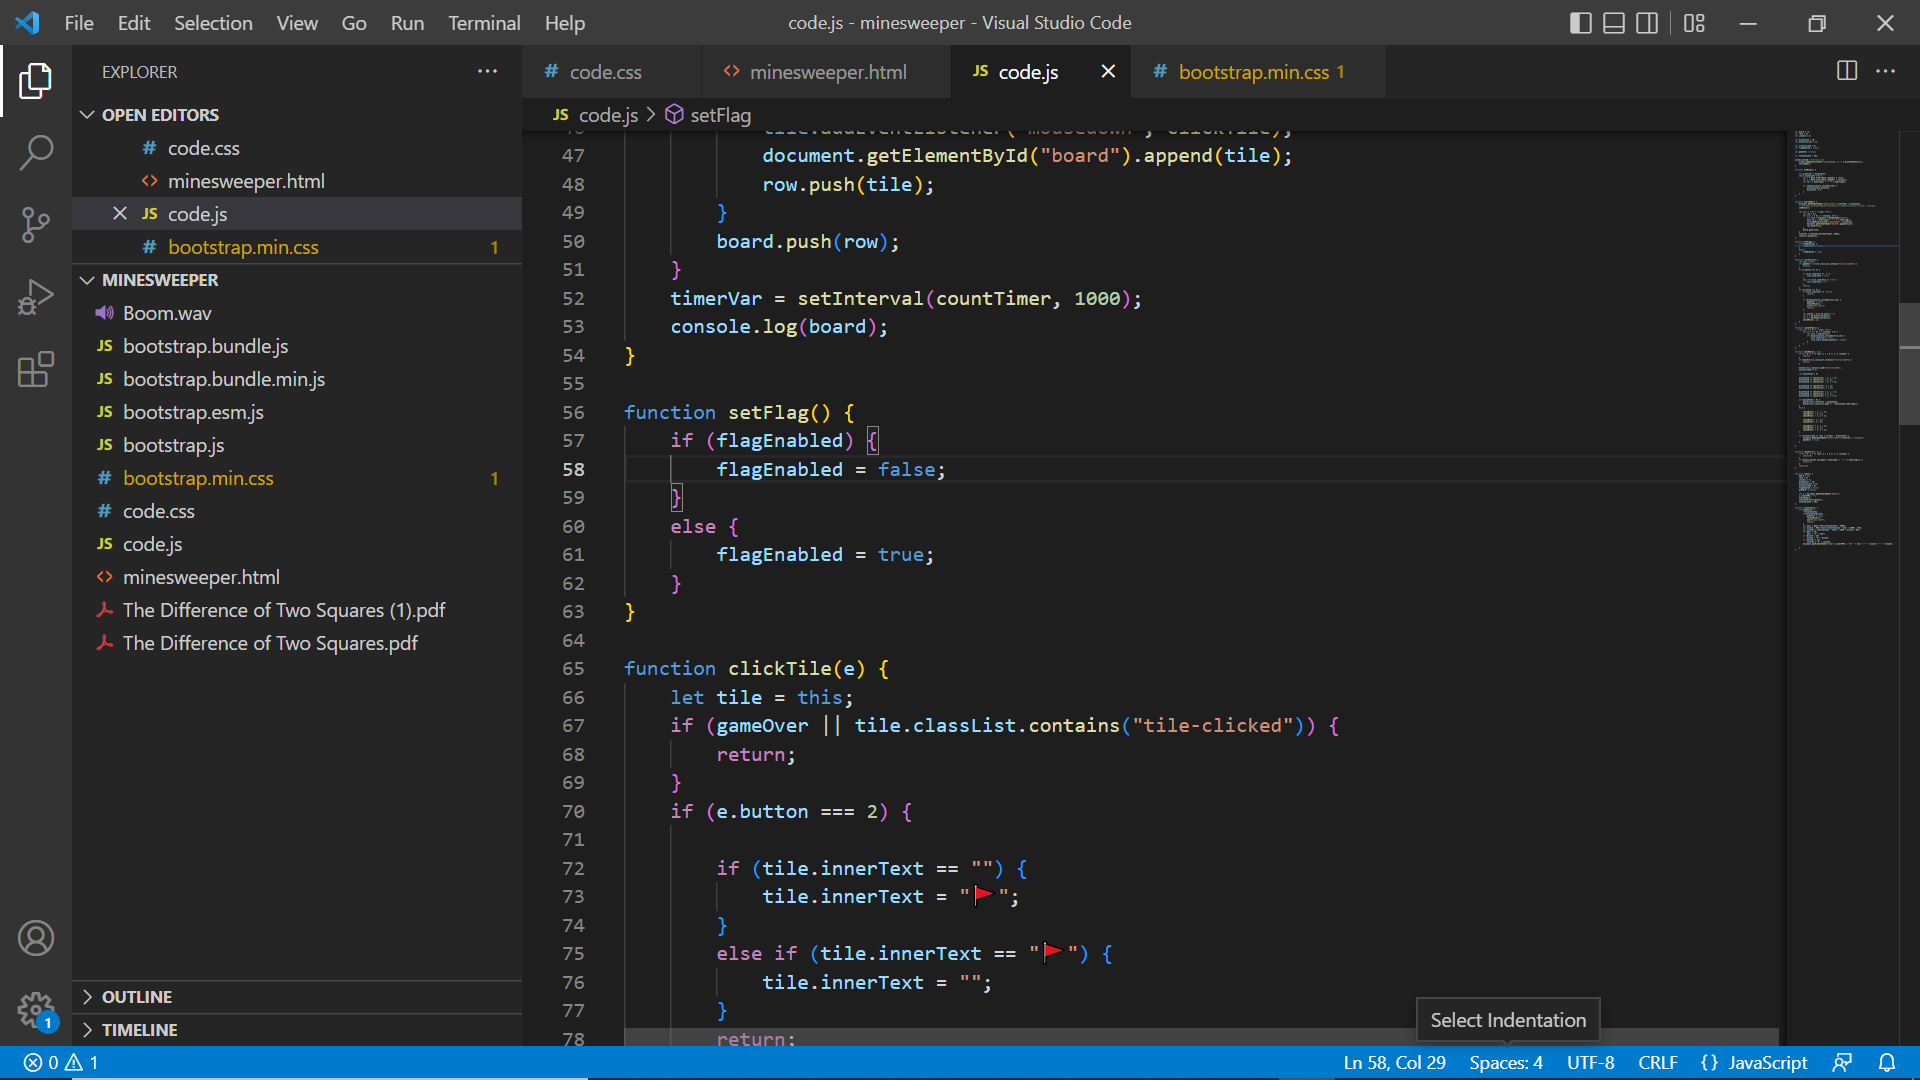 File Edit Selection View Go Run Terminal Help
code.js - minesweeper - Visual Studio Code
EXPLORER
OPEN EDITORS
# code.css
<> minesweeper.html
JS code.js
# bootstrap.min.css 1
MINESWEEPER
Boom.wav
JS bootstrap.bundle.js
JS bootstrap.bundle.min.js
JS bootstrap.esm.js
JS bootstrap.js
# bootstrap.min.css 1
# code.css
JS code.js
<> minesweeper.html
The Difference of Two Squares (1).pdf
The Difference of Two Squares.pdf
OUTLINE
TIMELINE
1
# code.css <> minesweeper.html JS code.js # bootstrap.min.css 1
JS code.js > setFlag
47 document.getElementById("board").append(tile);
48 row.push(tile);
49 }
50 board.push(row);
51 }
52 timerVar = setInterval(countTimer, 1000);
53 console.log(board);
54 }
55
56 function setFlag() {
57 if (flagEnabled) {
58 flagEnabled = false;
59 }
60 else {
61 flagEnabled = true;
62 }
63 }
64
65 function clickTile(e) {
66 let tile = this;
67 if (gameOver || tile.classList.contains("tile-clicked")) {
68 return;
69 }
70 if (e.button === 2) {
71
72 if (tile.innerText == "") {
73 tile.innerText = "🚩";
74 }
75 else if (tile.innerText == "🚩") {
76 tile.innerText = "";
77 }
78 return;
Select Indentation
0 1
Ln 58, Col 29 Spaces: 4 UTF-8 CRLF {} JavaScript